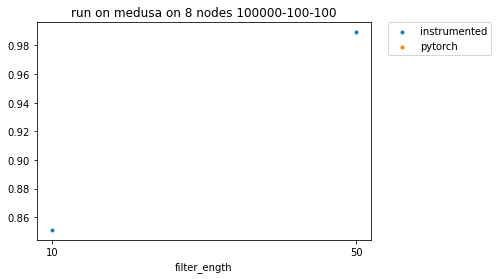 run on medusa on 8 nodes 100000-100-100
instrumented
pytorch
0.98
0.96
0.94
0.92
0.90
0.88
0.86
10
50
filter_ength